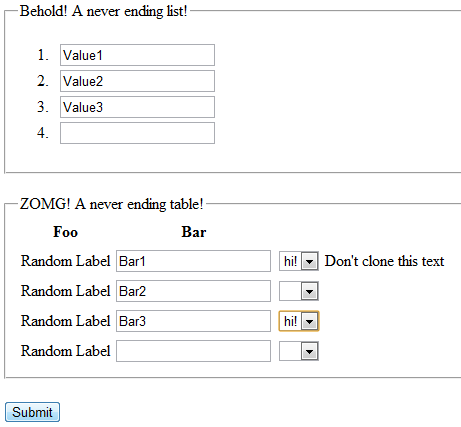 Behold! A never ending list!
1. Value1
2. Value2
3. Value3
4.
ZOMG! A never ending table!
Foo Bar
Random Label Bar1 hi! Don't clone this text
Random Label Bar2
Random Label Bar3 hi!
Random Label
Submit